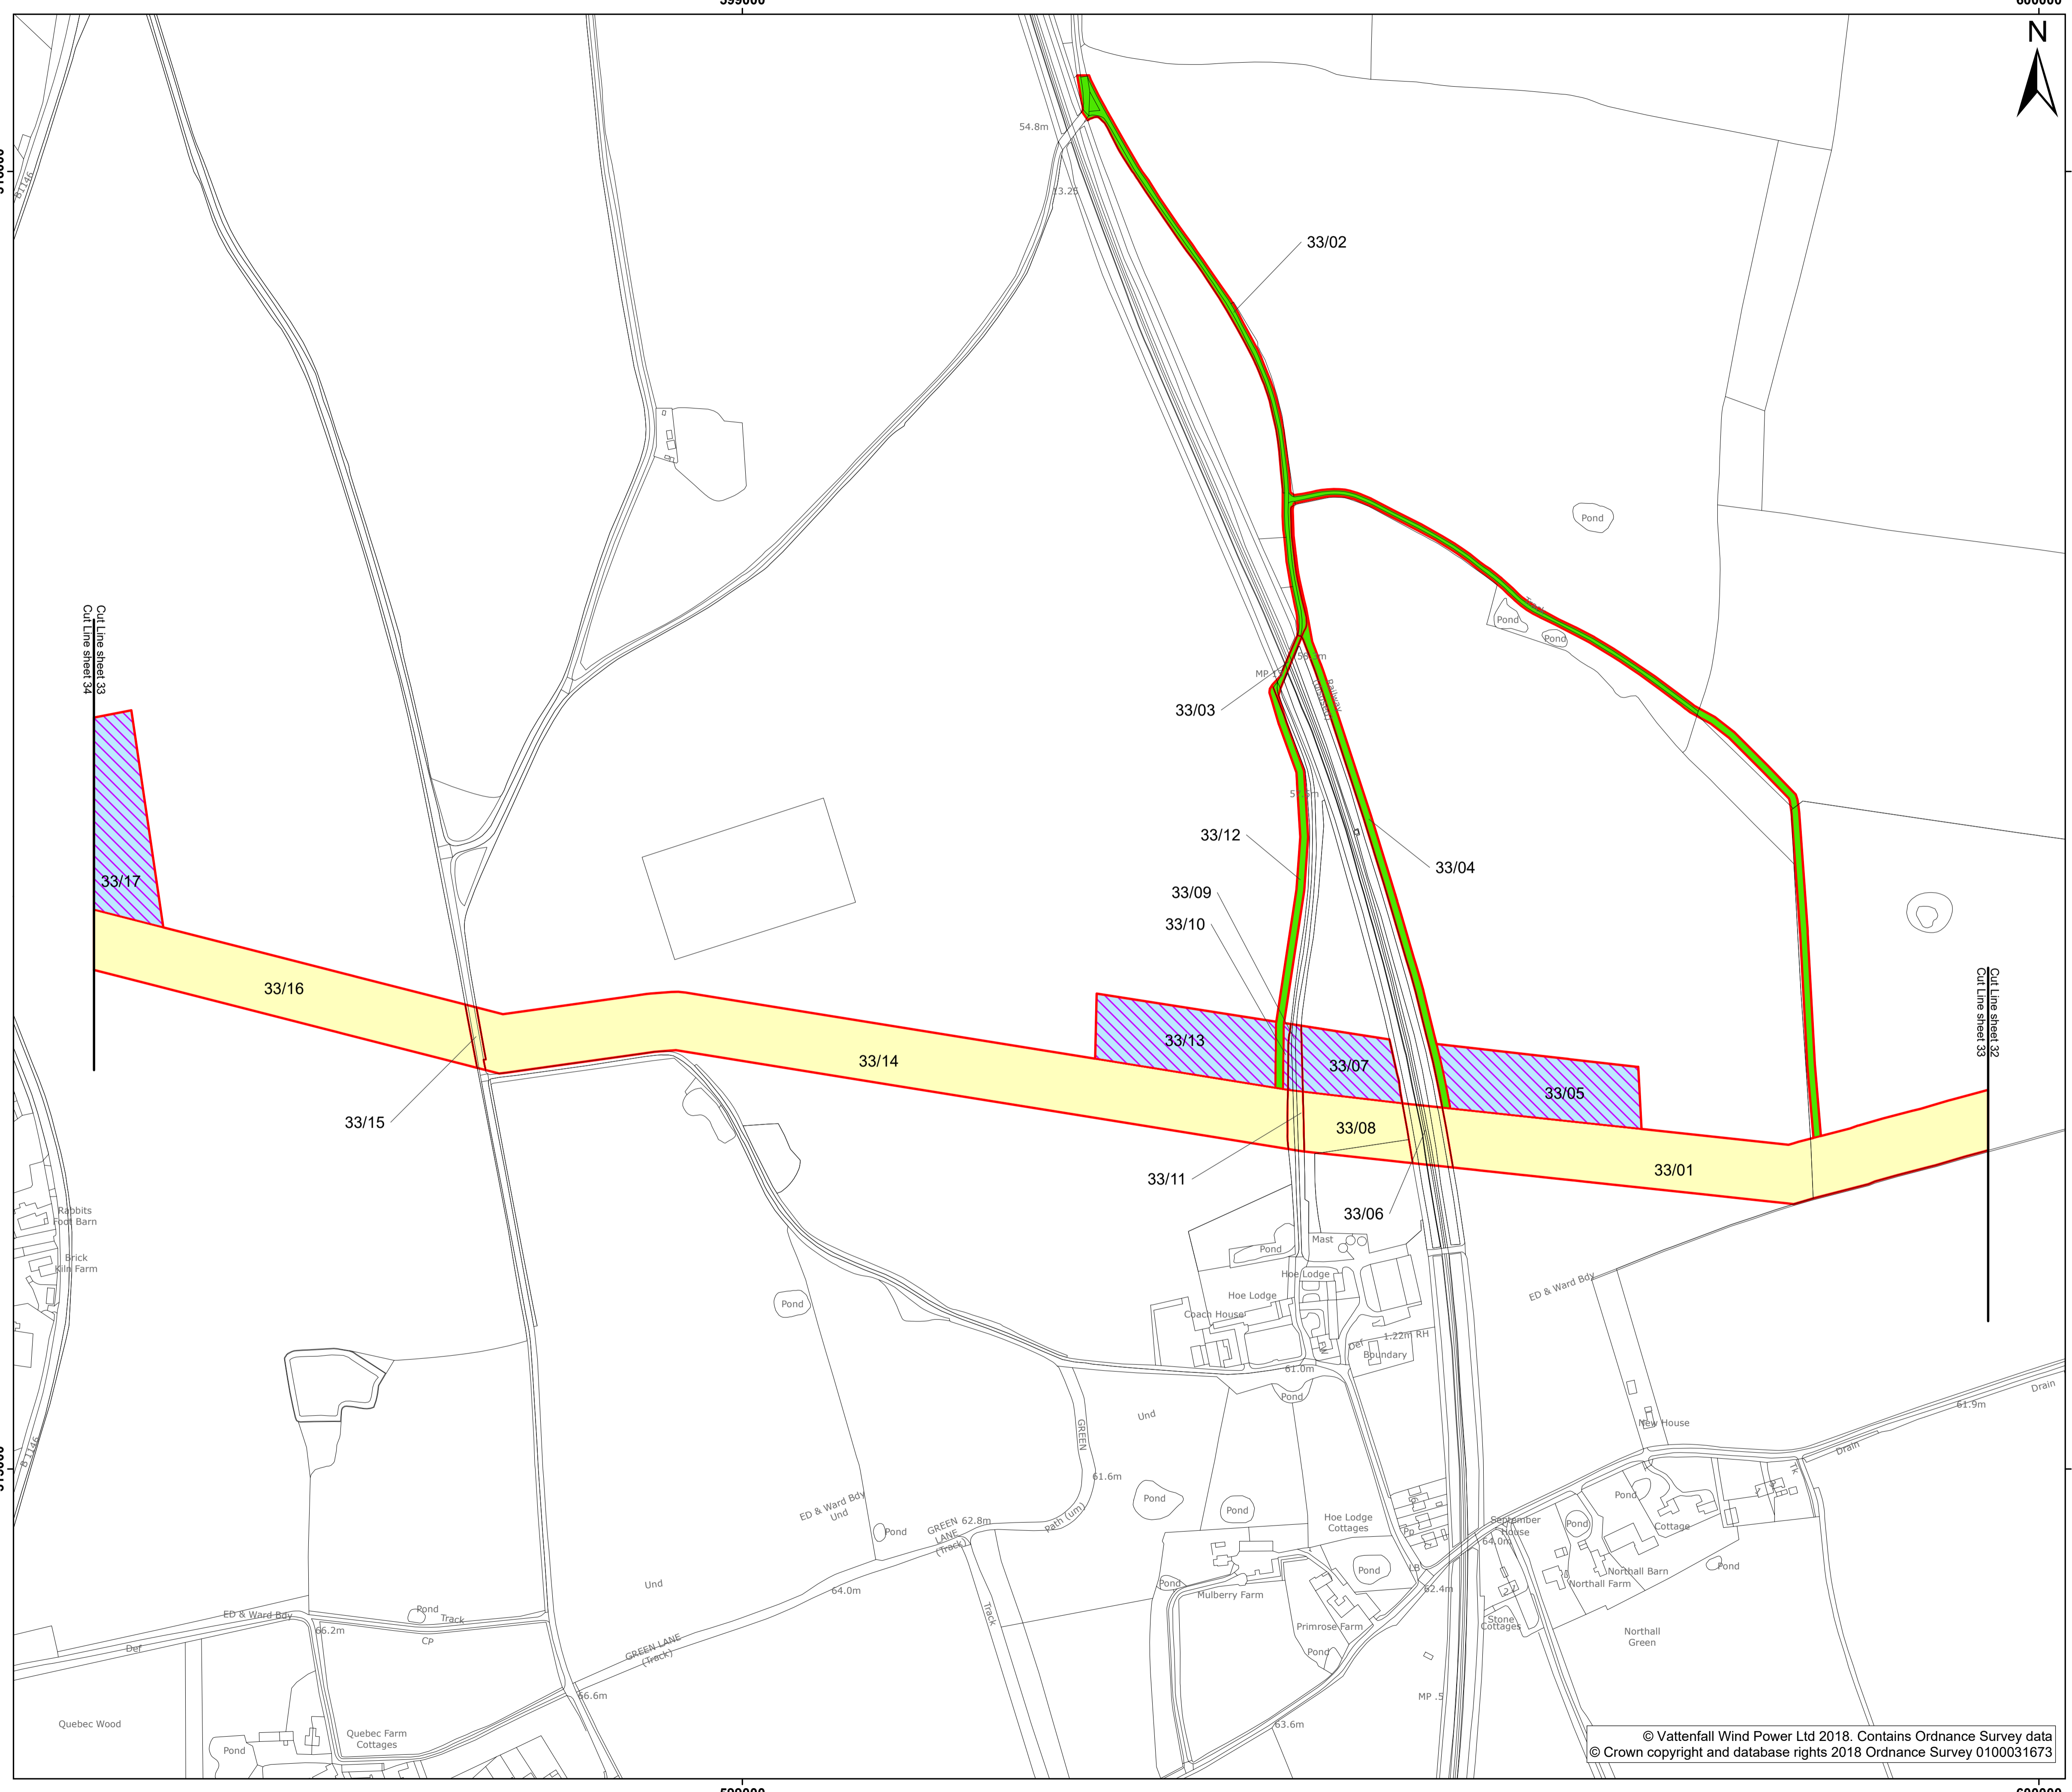 N
54.8m
B1146
13.25
33/02
Pond
Pond
Pond
Cut Line sheet 33
Cut Line sheet 34
MP
Railway
33/03
33/17
33/12
33/04
33/09
33/10
33/16
33/13
33/07
33/05
33/14
33/15
33/08
33/11
33/01
33/06
Cut Line sheet 32
Cut Line sheet 33
Rabbits
Foot Barn
Brick
Kiln Farm
Pond
Mast
Hoe Lodge
Hoe Lodge
Coach House
Pond
ED & Ward Bdy
FW
Def
1.22m RH
Boundary
61.0m
Pond
Und
New House
61.9m
Drain
Drain
Tk
B 1146
GREEN
61.6m
Path (um)
ED & Ward Bdy
Und
Pond
GREEN
LANE
(Track)
62.8m
Pond
Pond
Hoe Lodge
Cottages
Pond
Cottage
September
House
64.0m
Pond
Pond
LB
62.4m
Northall Barn
Northall Farm
Pond
Pond
Mulberry Farm
Und
64.0m
Track
Primrose Farm
Pond
Stone
Cottages
Northall
Green
ED & Ward Bdy
Pond
Track
CP
66.2m
Def
GREEN LANE
(Track)
66.6m
MP .5
63.6m
Quebec Wood
Quebec Farm
Cottages
Pond
© Vattenfall Wind Power Ltd 2018. Contains Ordnance Survey data
© Crown copyright and database rights 2018 Ordnance Survey 0100031673